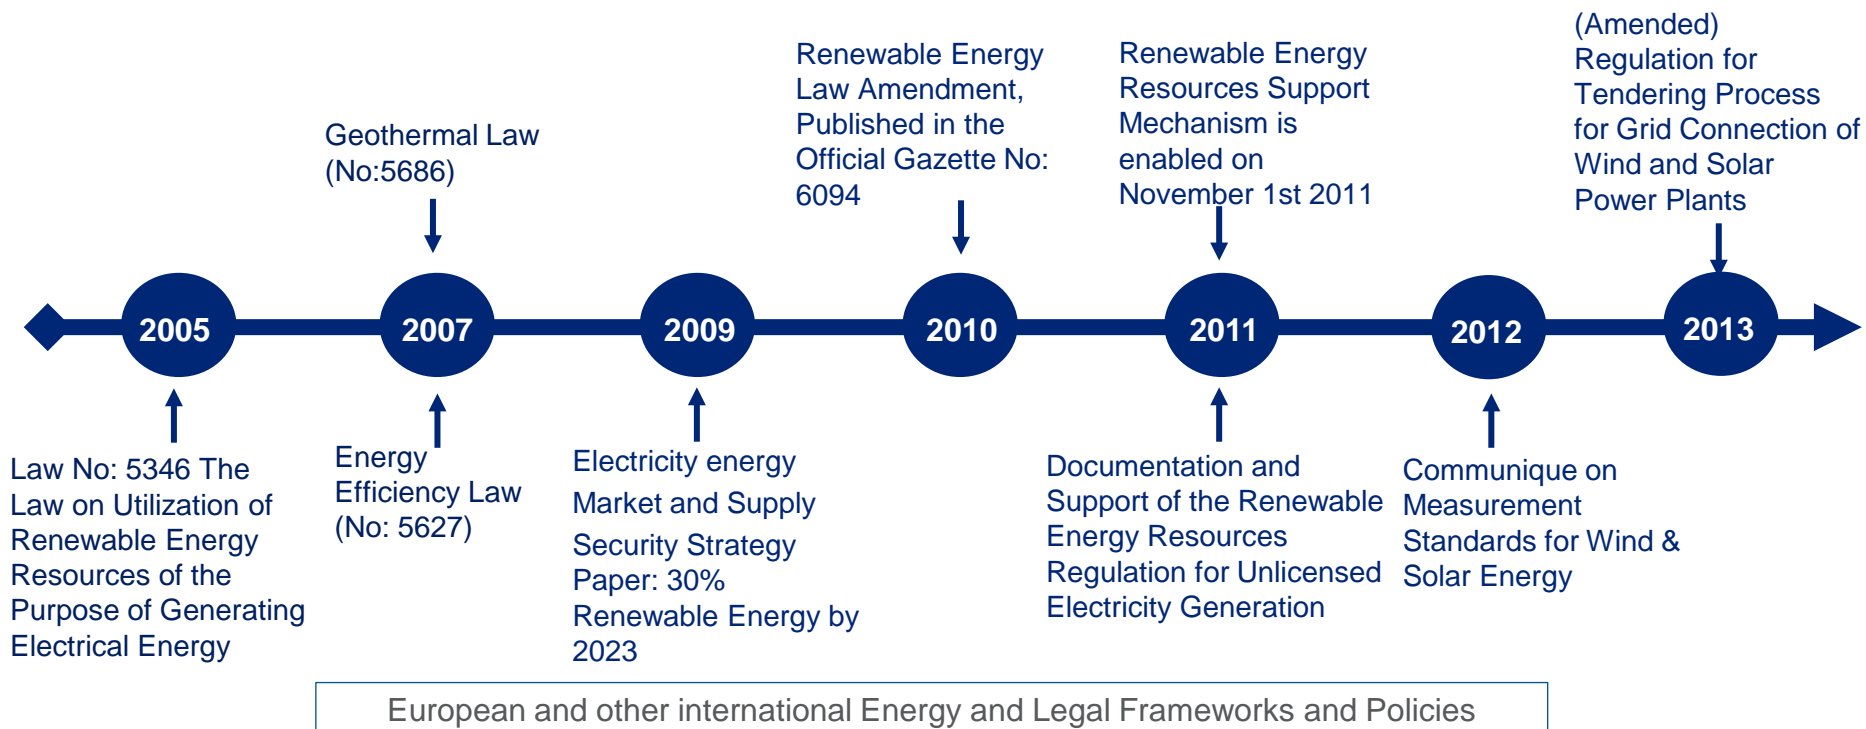 Geothermal Law
(No:5686)
Renewable Energy
Law Amendment,
Published in the
Official Gazette No:
6094
Renewable Energy
Resources Support
Mechanism is
enabled on
November 1st 2011
(Amended)
Regulation for
Tendering Process
for Grid Connection of
Wind and Solar
Power Plants
2005
2007
2009
2010
2011
2012
2013
Law No: 5346 The
Law on Utilization of
Renewable Energy
Resources of the
Purpose of Generating
Electrical Energy
Energy
Efficiency Law
(No: 5627)
Electricity energy
Market and Supply
Security Strategy
Paper: 30%
Renewable Energy by
2023
Documentation and
Support of the Renewable
Energy Resources
Regulation for Unlicensed
Electricity Generation
Communique on
Measurement
Standards for Wind &
Solar Energy
European and other international Energy and Legal Frameworks and Policies